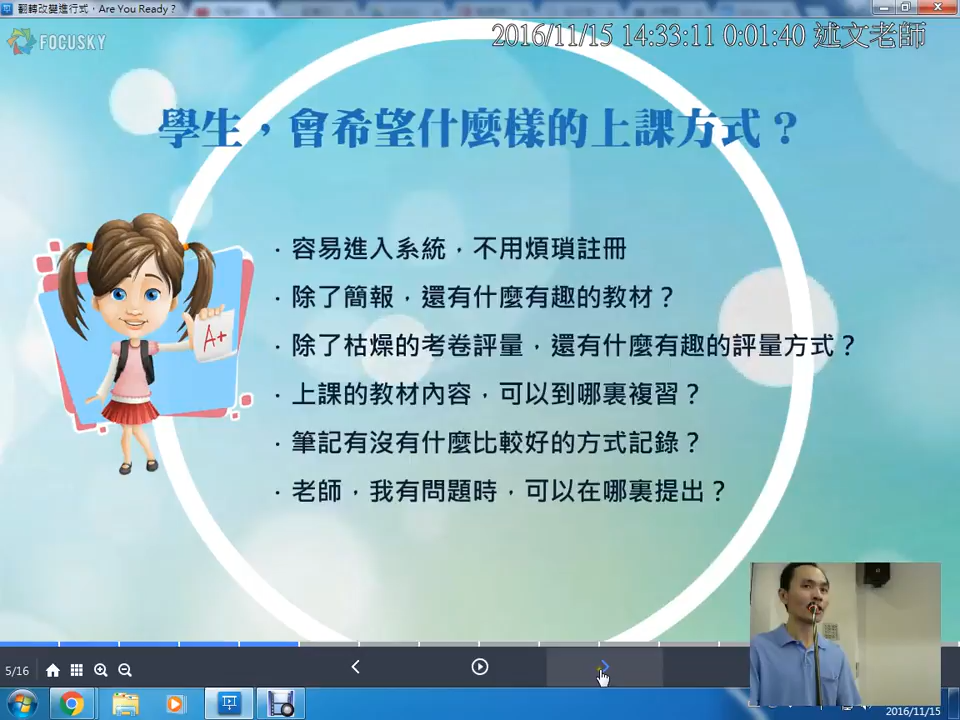 翻轉改變進行式,Are You Ready?
FOCUSKY
2016/11/15 14:33:11 0:01:40 述文老師
學生,會希望什麼樣的上課方式?
· 容易進入系統,不用煩瑣註冊
· 除了簡報,還有什麼有趣的教材?
· 除了枯燥的考卷評量,還有什麼有趣的評量方式?
A+
· 上課的教材內容,可以到哪裏複習?
· 筆記有沒有什麼比較好的方式記錄?
· 老師,我有問題時,可以在哪裏提出?
5/16
2016/11/15